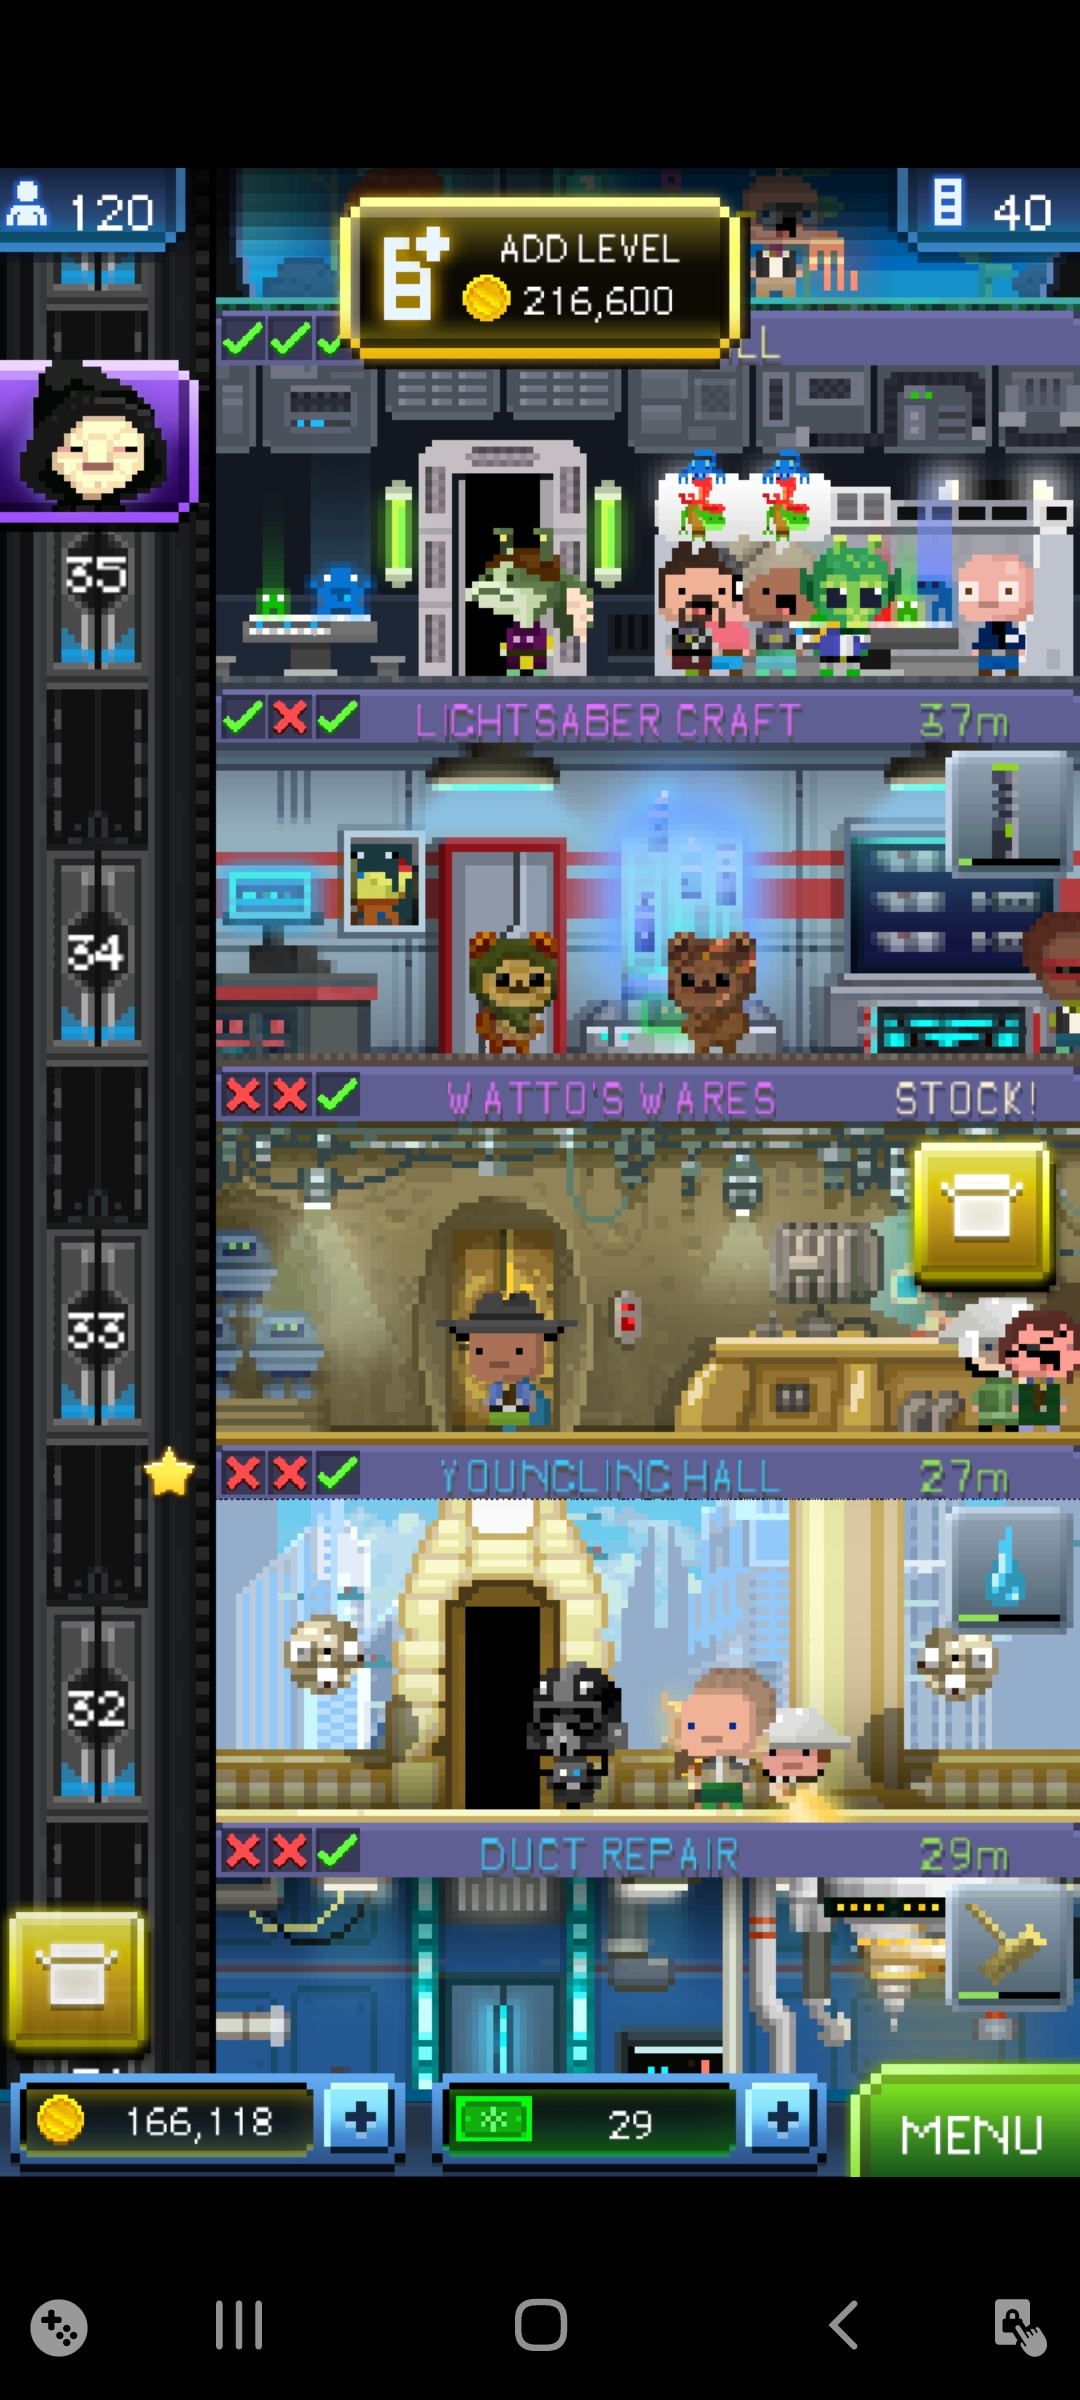 120
ADD LEVEL
216,600
40
LL
35
LIGHTSABER CRAFT 37m
34
WATTO'S WARES STOCK!
33
YOUNGLING HALL 27m
32
DUCT REPAIR 29m
166,118
29
MENU